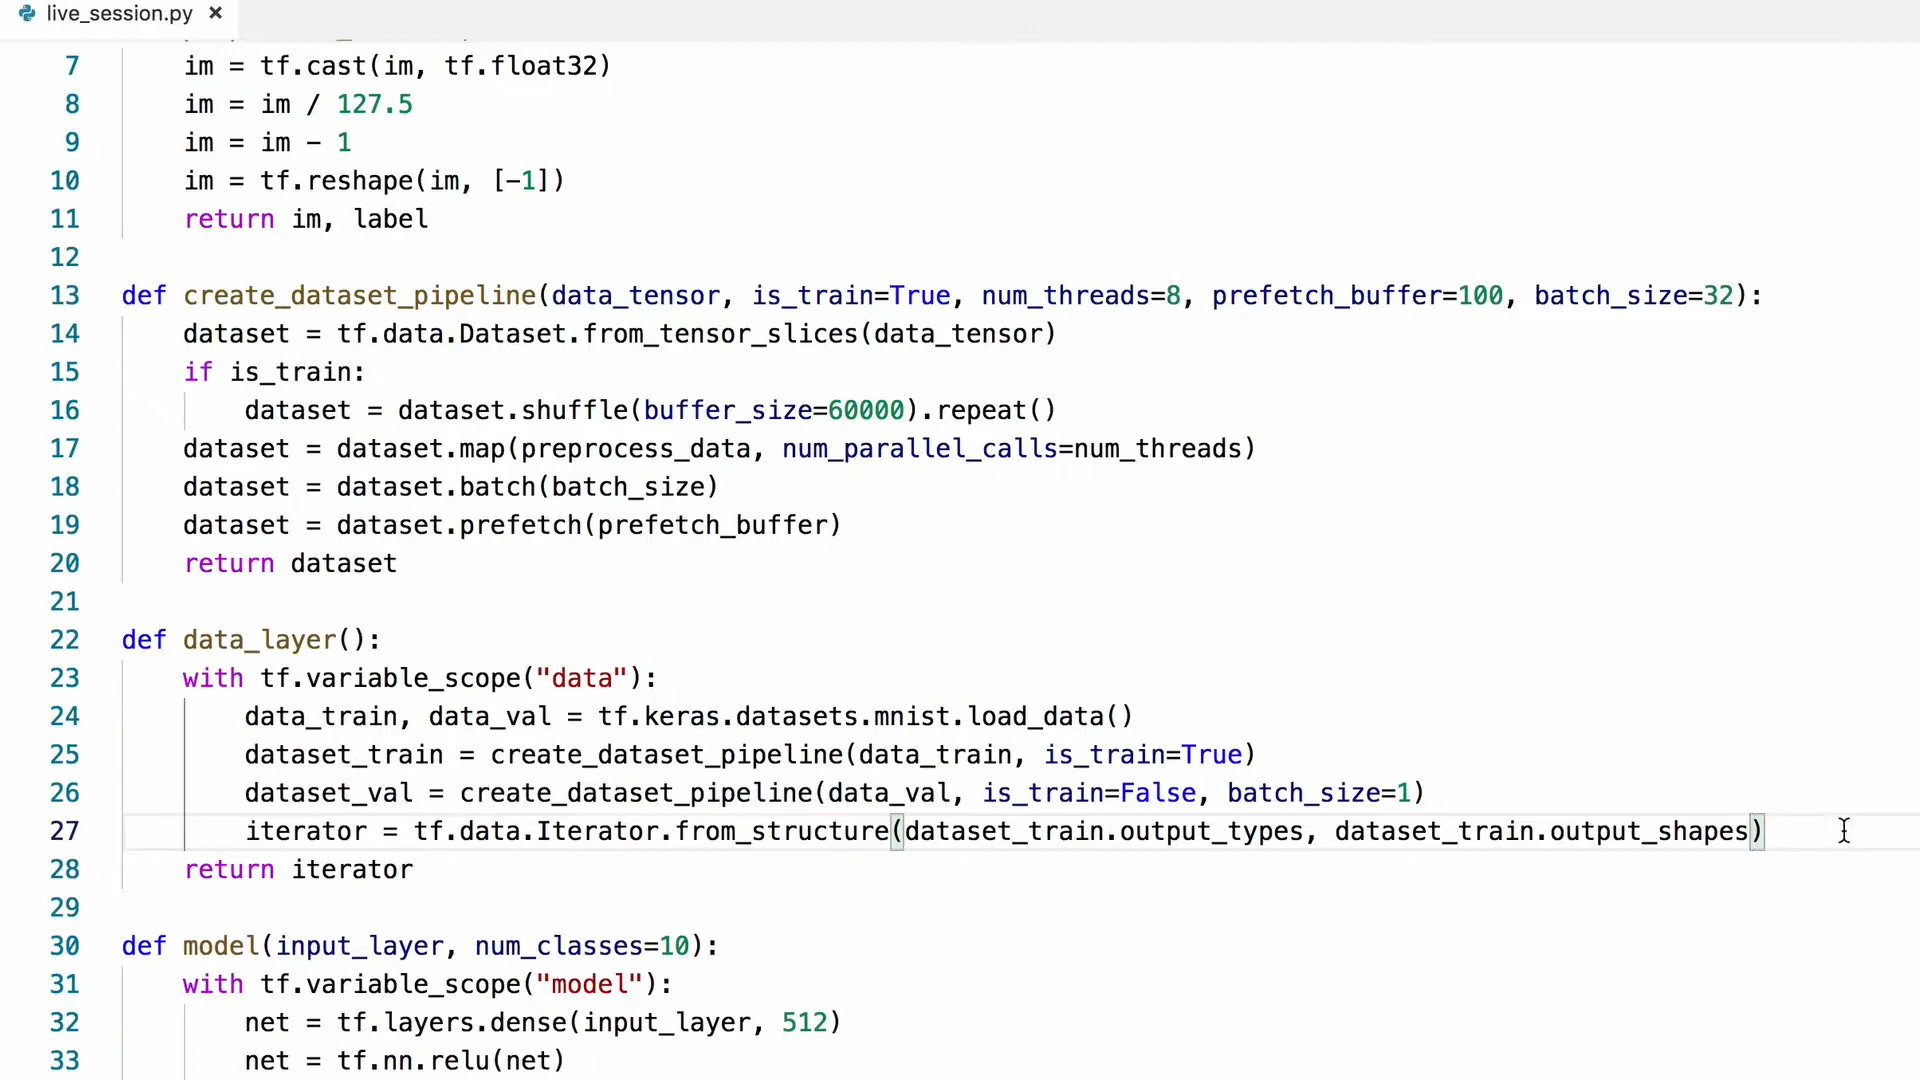 live_session.py ×
7 im = tf.cast(im, tf.float32)
8 im = im / 127.5
9 im = im - 1
10 im = tf.reshape(im, [-1])
11 return im, label
12
13 def create_dataset_pipeline(data_tensor, is_train=True, num_threads=8, prefetch_buffer=100, batch_size=32):
14 dataset = tf.data.Dataset.from_tensor_slices(data_tensor)
15 if is_train:
16 dataset = dataset.shuffle(buffer_size=60000).repeat()
17 dataset = dataset.map(preprocess_data, num_parallel_calls=num_threads)
18 dataset = dataset.batch(batch_size)
19 dataset = dataset.prefetch(prefetch_buffer)
20 return dataset
21
22 def data_layer():
23 with tf.variable_scope("data"):
24 data_train, data_val = tf.keras.datasets.mnist.load_data()
25 dataset_train = create_dataset_pipeline(data_train, is_train=True)
26 dataset_val = create_dataset_pipeline(data_val, is_train=False, batch_size=1)
27 iterator = tf.data.Iterator.from_structure(dataset_train.output_types, dataset_train.output_shapes)
28 return iterator
29
30 def model(input_layer, num_classes=10):
31 with tf.variable_scope("model"):
32 net = tf.layers.dense(input_layer, 512)
33 net = tf.nn.relu(net)